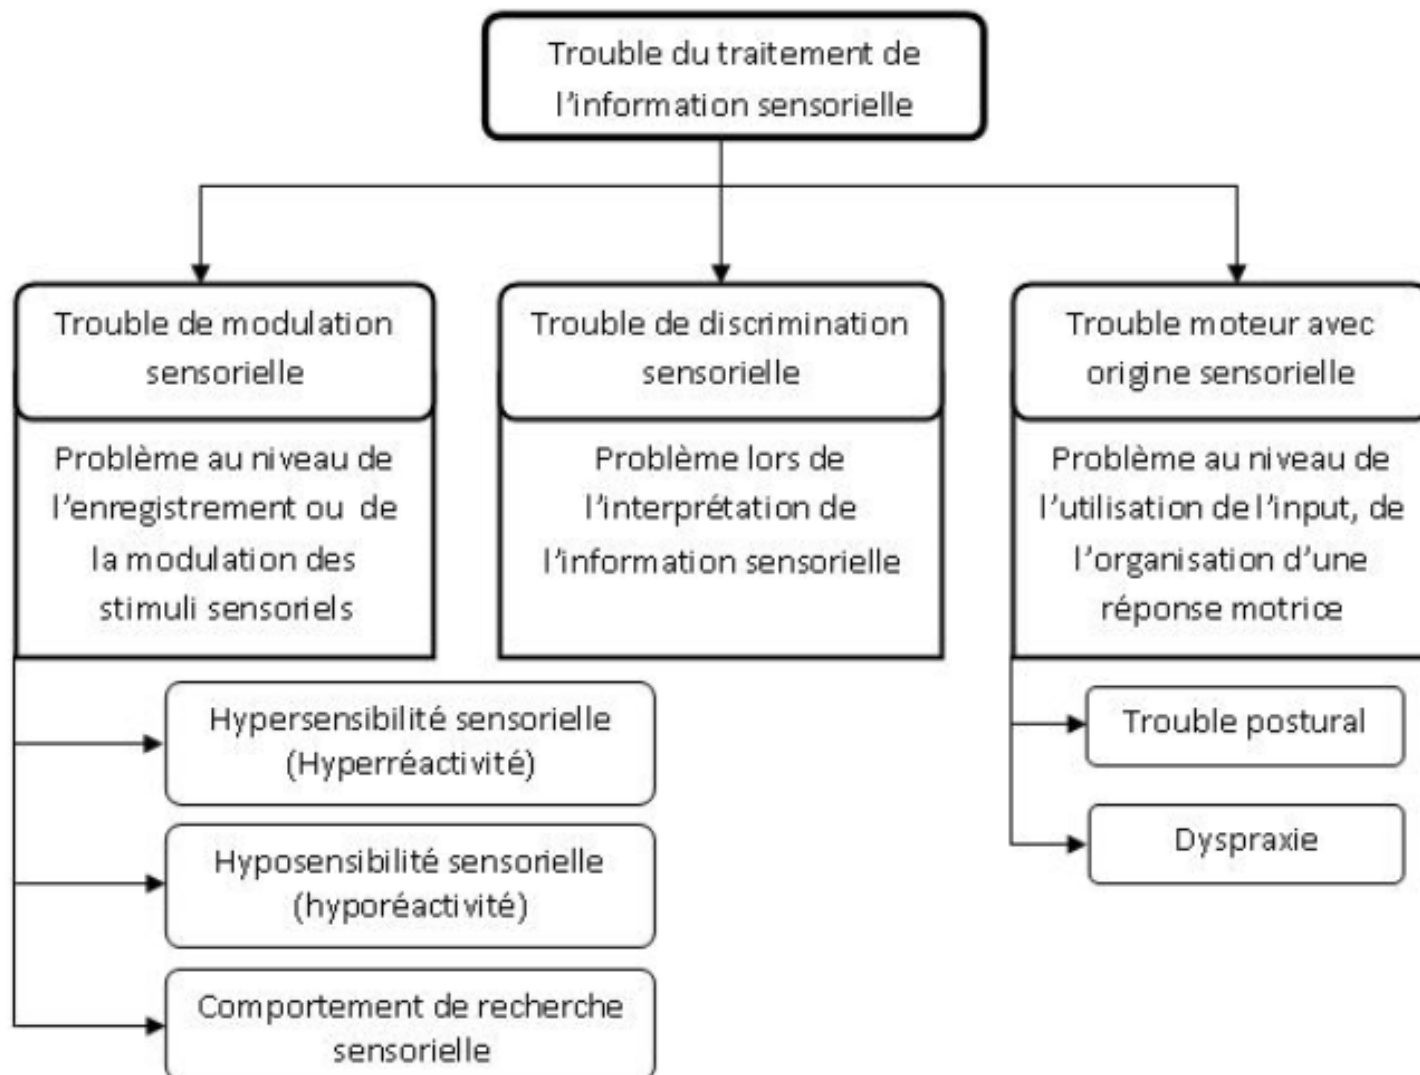 Trouble du traitement de
l'information sensorielle
Trouble de modulation
sensorielle
Problème au niveau de
l'enregistrement ou de
la modulation des
stimuli sensoriels
Hypersensibilité sensorielle
(Hyperréactivité)
Hyposensibilité sensorielle
(hyporéactivité)
Comportement de recherche
sensorielle
Trouble de discrimination
sensorielle
Problème lors de
l'interprétation de
l'information sensorielle
Trouble moteur avec
origine sensorielle
Problème au niveau de
l'utilisation de l'input, de
l'organisation d'une
réponse motrice
Trouble postural
Dyspraxie